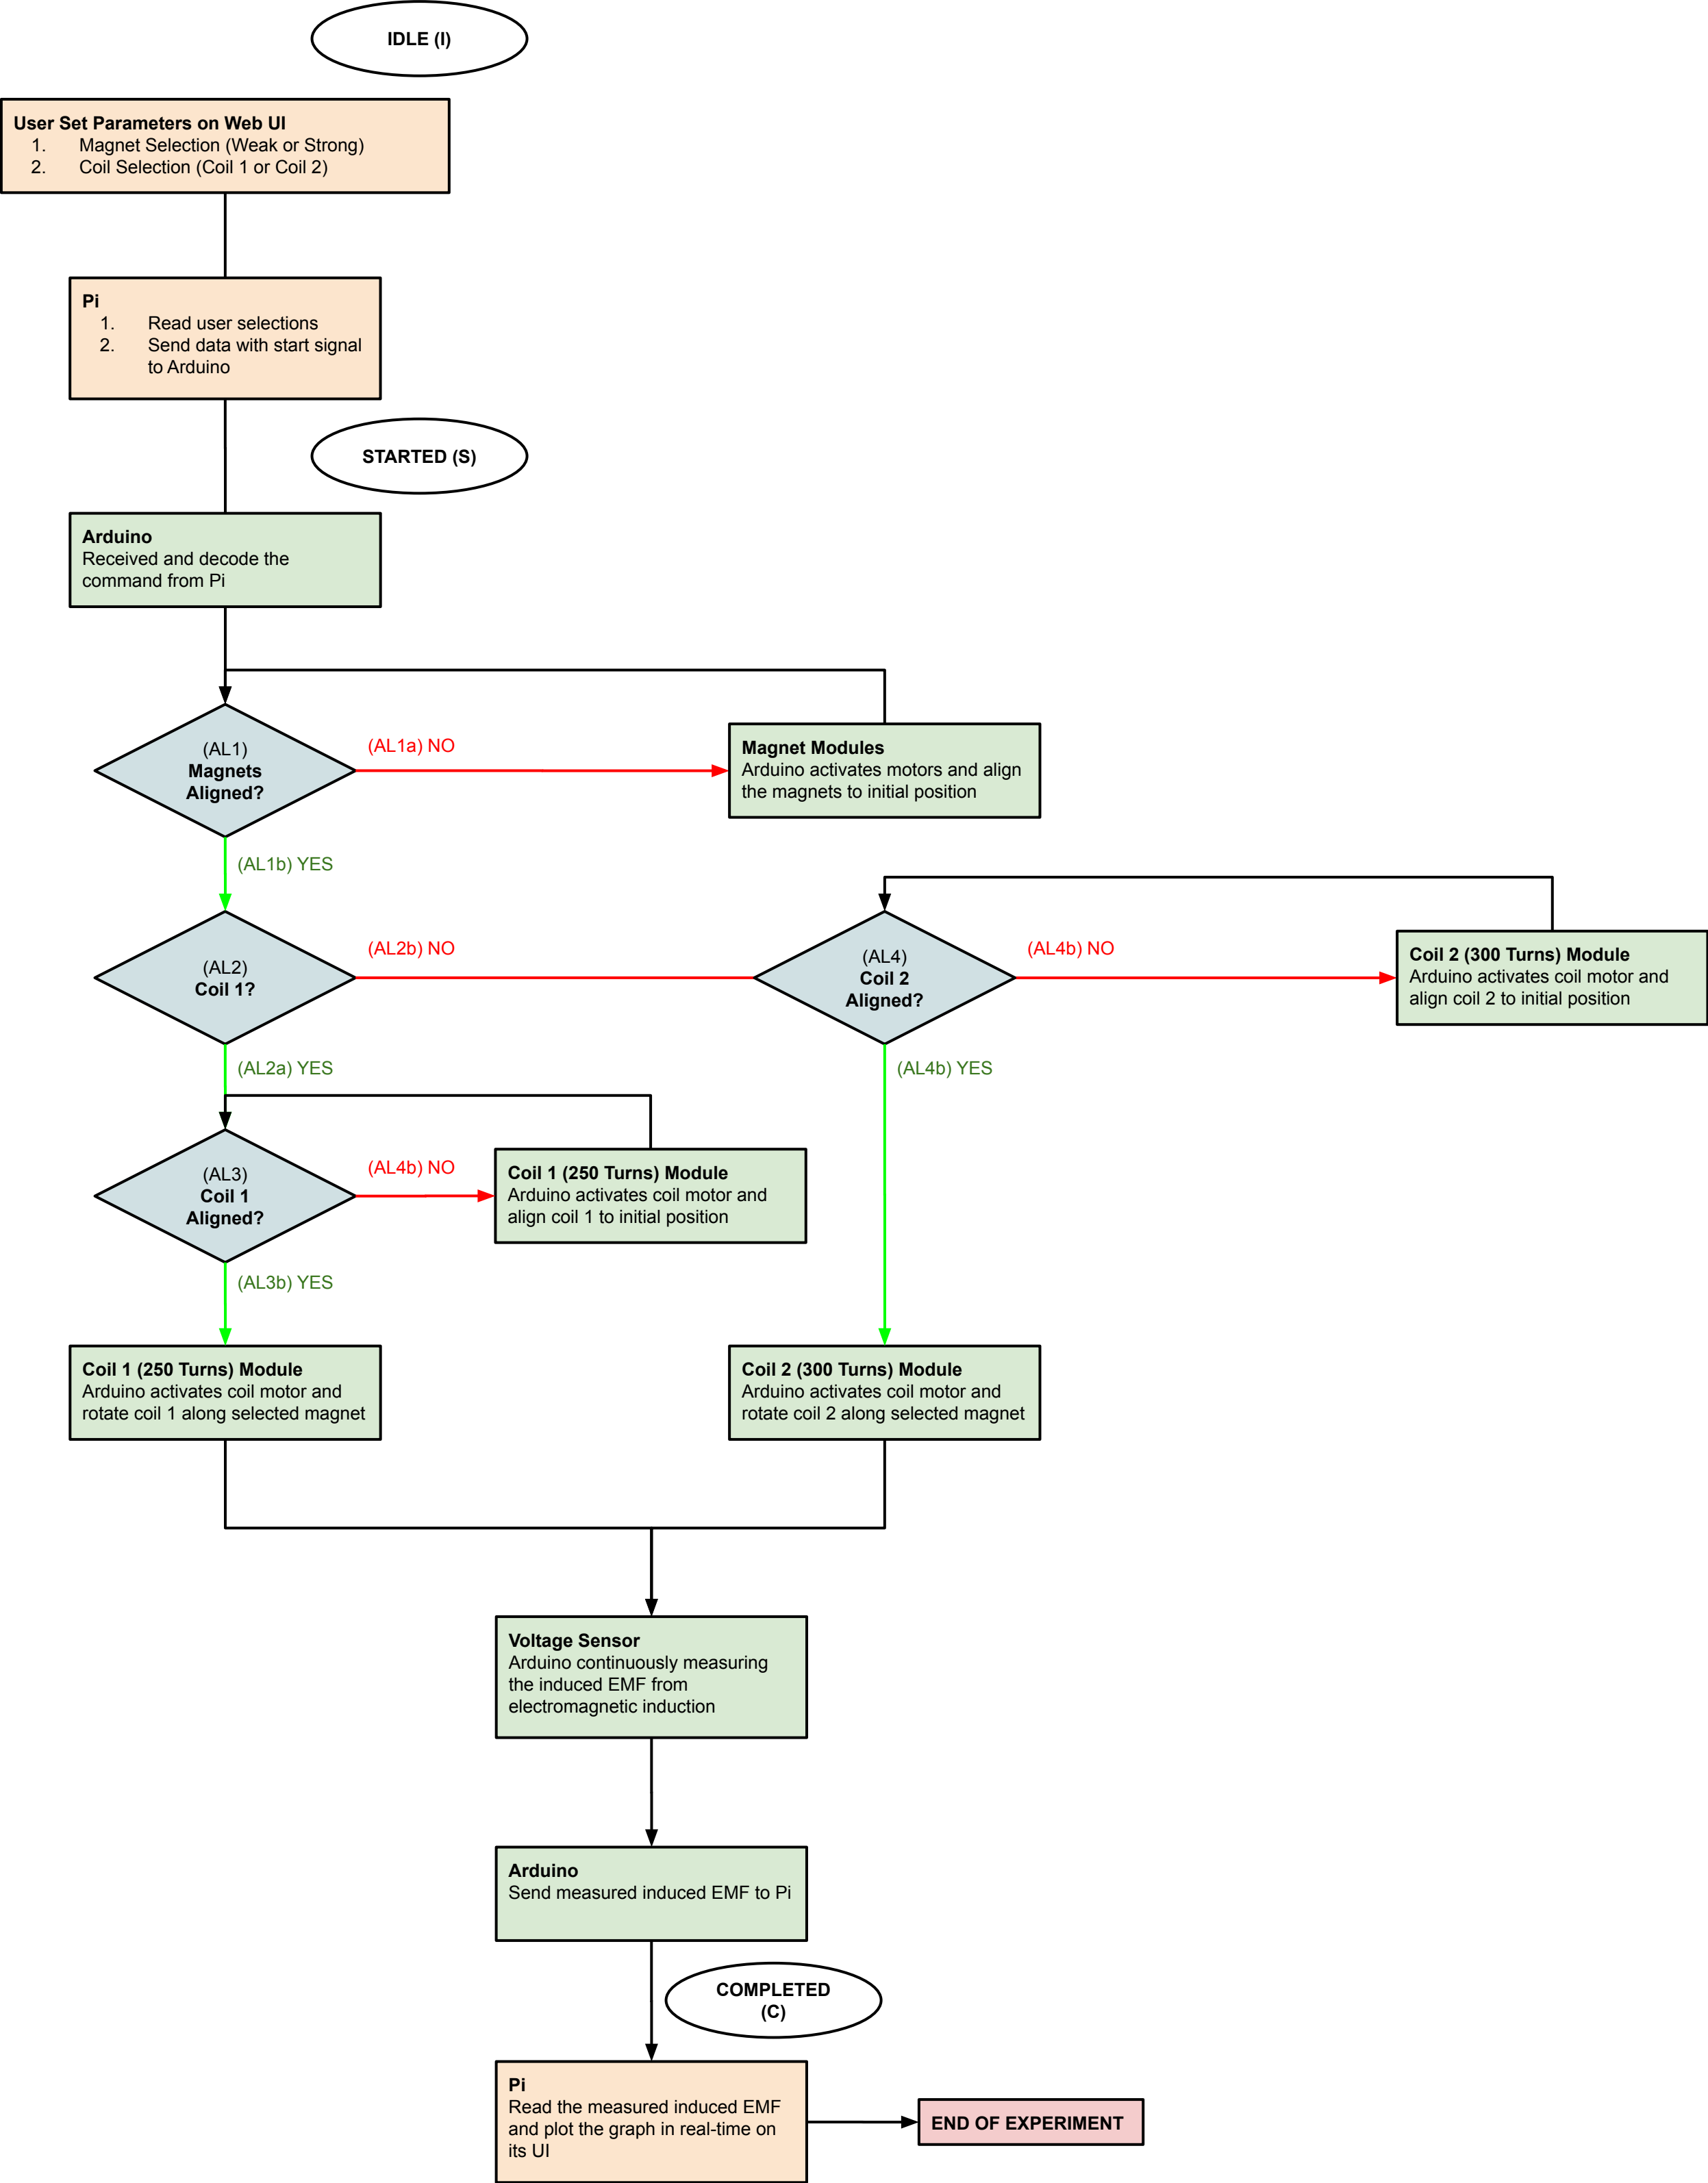 IDLE (I)
User Set Parameters on Web UI
1. Magnet Selection (Weak or Strong)
2. Coil Selection (Coil 1 or Coil 2)
Pi
1. Read user selections
2. Send data with start signal
to Arduino
STARTED (S)
Arduino
Received and decode the
command from Pi
(AL1)
Magnets
Aligned?
(AL1a) NO
Magnet Modules
Arduino activates motors and align
the magnets to initial position
(AL1b) YES
(AL2)
Coil 1?
(AL2b) NO
(AL4)
Coil 2
Aligned?
(AL4b) NO
Coil 2 (300 Turns) Module
Arduino activates coil motor and
align coil 2 to initial position
(AL2a) YES
(AL4b) YES
(AL3)
Coil 1
Aligned?
(AL4b) NO
Coil 1 (250 Turns) Module
Arduino activates coil motor and
align coil 1 to initial position
(AL3b) YES
Coil 1 (250 Turns) Module
Arduino activates coil motor and
rotate coil 1 along selected magnet
Coil 2 (300 Turns) Module
Arduino activates coil motor and
rotate coil 2 along selected magnet
Voltage Sensor
Arduino continuously measuring
the induced EMF from
electromagnetic induction
Arduino
Send measured induced EMF to Pi
COMPLETED
(C)
Pi
Read the measured induced EMF
and plot the graph in real-time on
its UI
END OF EXPERIMENT